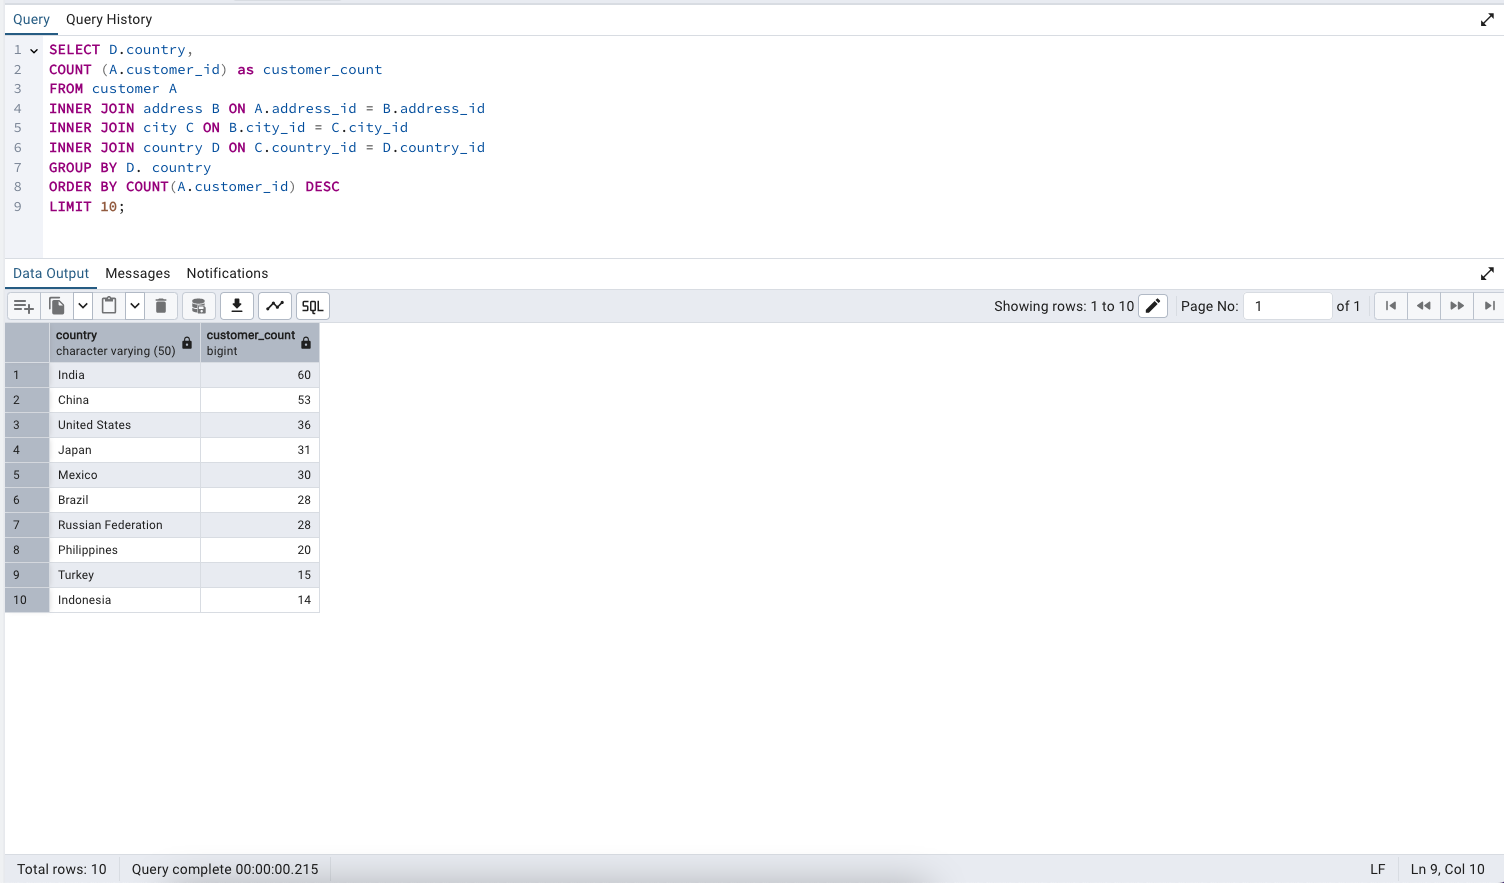 Query Query History
1 SELECT D.country,
2 COUNT (A.customer_id) as customer_count
3 FROM customer A
4 INNER JOIN address B ON A.address_id = B.address_id
5 INNER JOIN city C ON B.city_id = C.city_id
6 INNER JOIN country D ON C.country_id = D.country_id
7 GROUP BY D. country
8 ORDER BY COUNT(A.customer_id) DESC
9 LIMIT 10;
Data Output Messages Notifications
SQL Showing rows: 1 to 10 Page No: 1 of 1
country customer_count
character varying (50) bigint
1 India 60
2 China 53
3 United States 36
4 Japan 31
5 Mexico 30
6 Brazil 28
7 Russian Federation 28
8 Philippines 20
9 Turkey 15
10 Indonesia 14
Total rows: 10 Query complete 00:00:00.215 LF Ln 9, Col 10